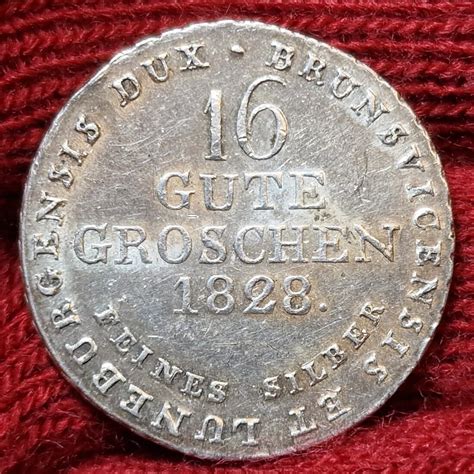 BRUNSVICENSIS ET LUNEBURGENSIS DUX ·
16
GUTE
GROSCHEN
1828.
FEINES SILBER